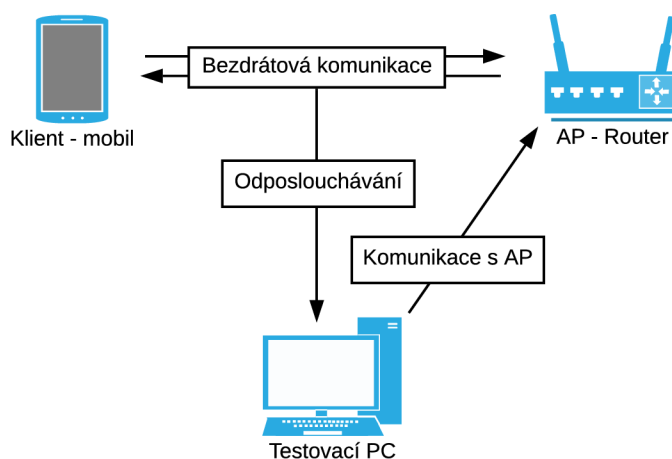 Bezdrátová komunikace
Klient - mobil
AP - Router
Odposlouchávání
Komunikace s AP
Testovací PC